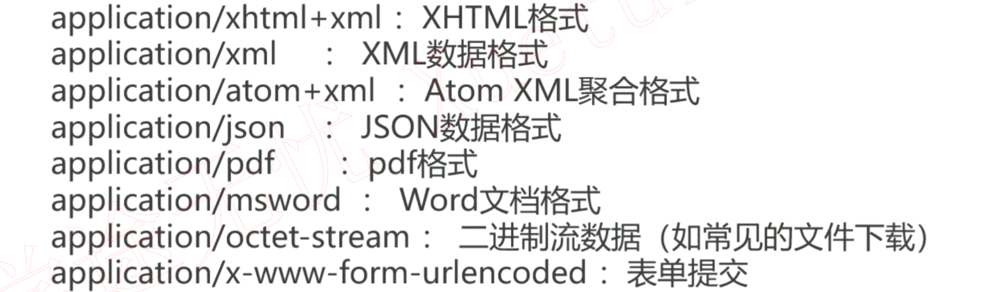 application/xhtml+xml : XHTML格式
application/xml : XML数据格式
application/atom+xml : Atom XML聚合格式
application/json : JSON数据格式
application/pdf : pdf格式
application/msword : Word文档格式
application/octet-stream : 二进制流数据（如常见的文件下载）
application/x-www-form-urlencoded : 表单提交